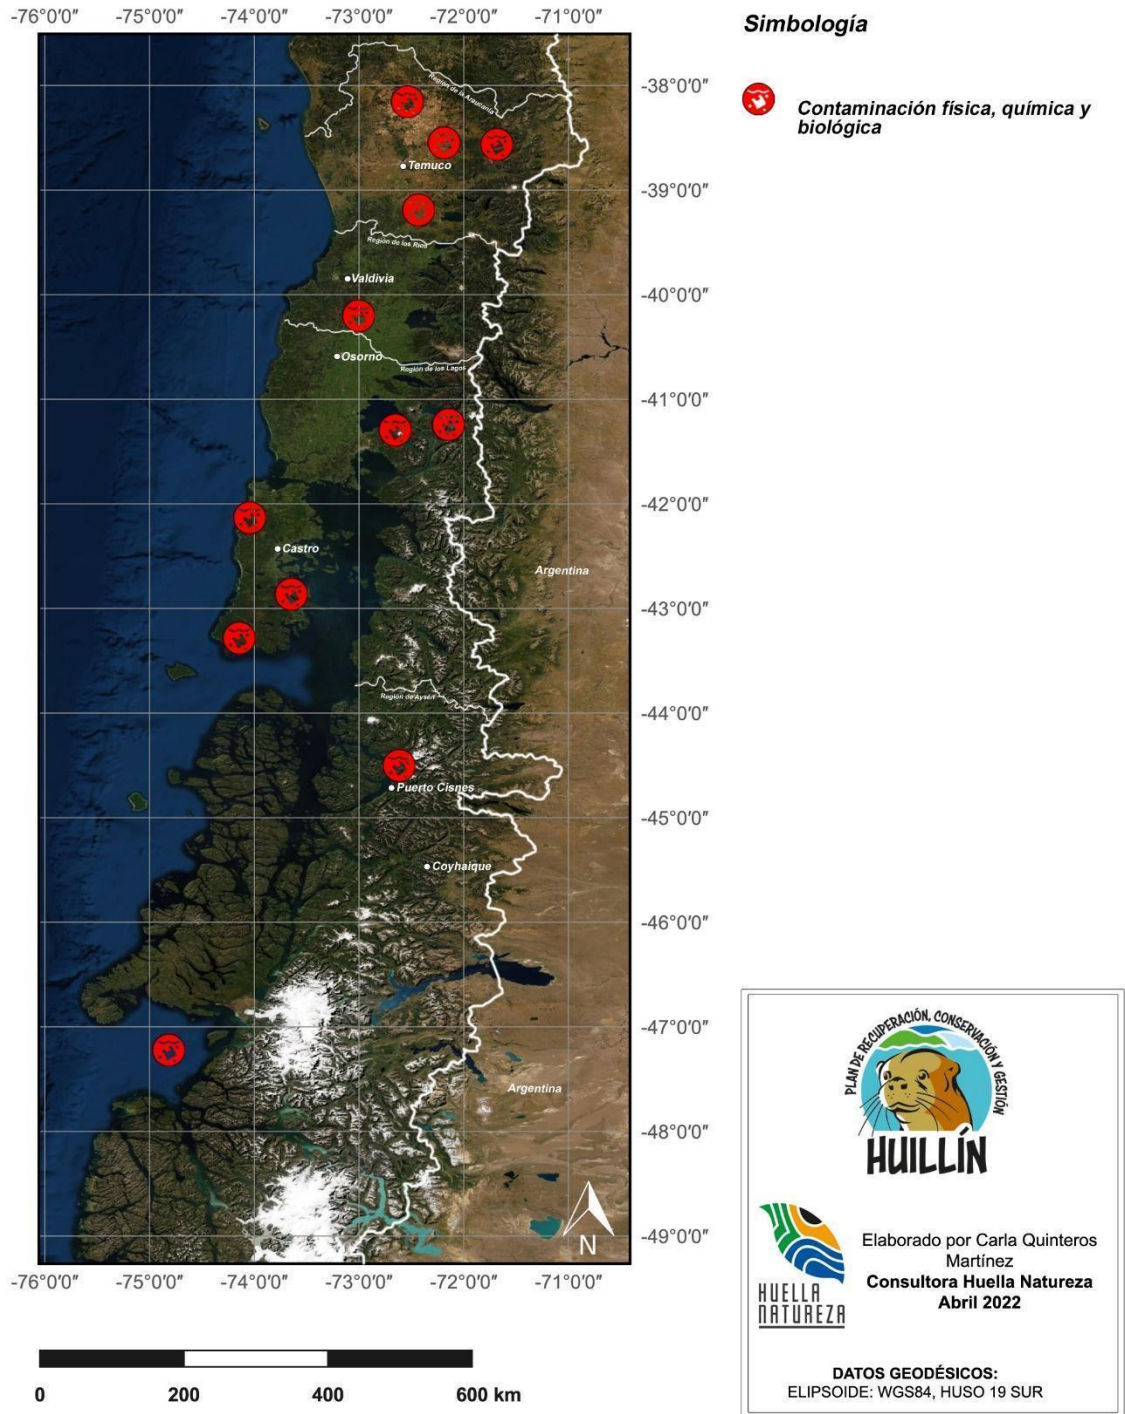 -76°0'0" -75°0'0" -74°0'0" -73°0'0" -72°0'0" -71°0'0"
Simbología
Contaminación física, química y
biológica
-38°0'0"
-39°0'0"
-40°0'0"
-41°0'0"
-42°0'0"
-43°0'0"
-44°0'0"
-45°0'0"
-46°0'0"
-47°0'0"
-48°0'0"
-49°0'0"
Región de la Araucanía
Temuco
Región de los Ríos
Valdivia
Osorno
Región de los Lagos
Castro
Argentina
Región de Aysén
Puerto Cisnes
Coyhaique
Argentina
N
-76°0'0" -75°0'0" -74°0'0" -73°0'0" -72°0'0" -71°0'0"
0 200 400 600 km
PLAN DE RECUPERACIÓN, CONSERVACIÓN Y GESTIÓN
HUILLÍN
HUELLA
NATUREZA
Elaborado por Carla Quinteros
Martínez
Consultora Huella Natureza
Abril 2022
DATOS GEODÉSICOS:
ELIPSOIDE: WGS84, HUSO 19 SUR